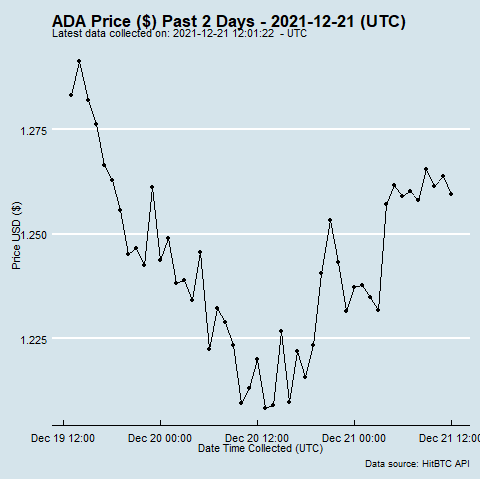 ADA Price ($) Past 2 Days - 2021-12-21 (UTC)
Latest data collected on: 2021-12-21 12:01:22  - UTC
1.275
1.250
1.225
Price USD ($)
Dec 19 12:00 Dec 20 00:00 Dec 20 12:00 Dec 21 00:00 Dec 21 12:00
Date Time Collected (UTC)
Data source: HitBTC API